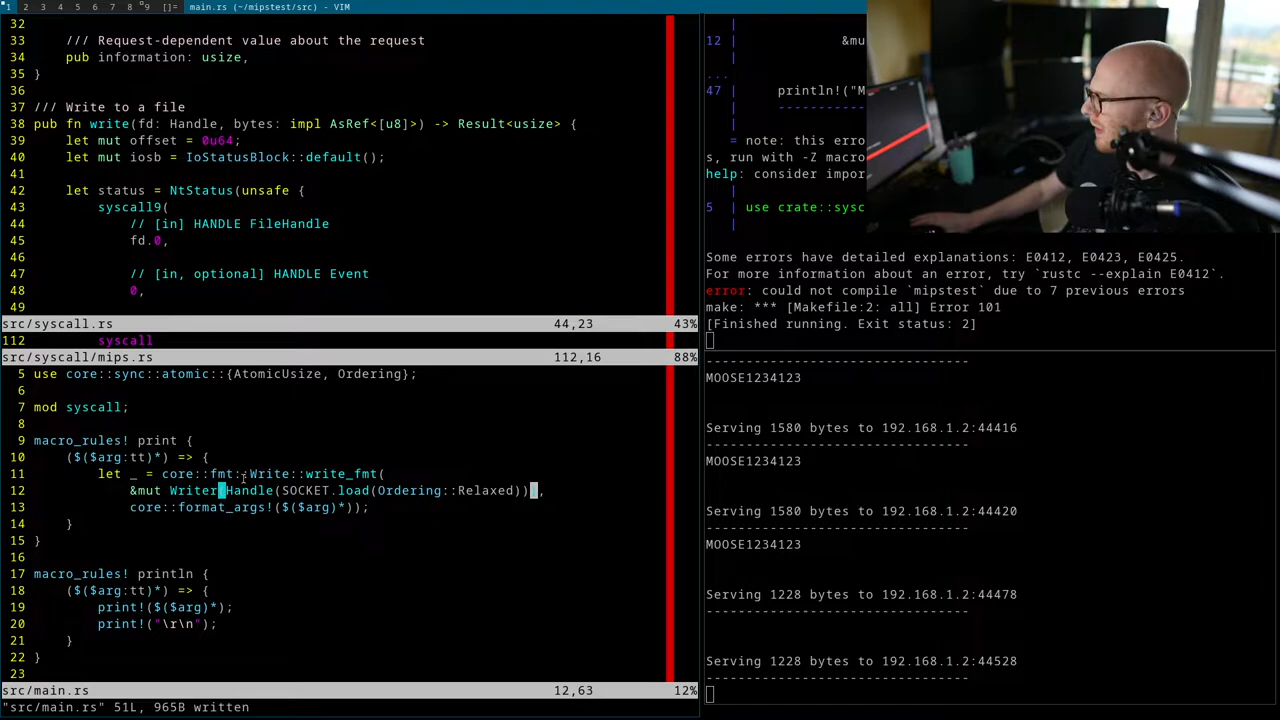 1 2 3 4 5 6 7 8 9 []= main.rs (~/mipstest/src) - VIM
32
33 /// Request-dependent value about the request
34 pub information: usize,
35 }
36
37 /// Write to a file
38 pub fn write(fd: Handle, bytes: impl AsRef<[u8]>) -> Result<usize> {
39 let mut offset = 0u64;
40 let mut iosb = IoStatusBlock::default();
41
42 let status = NtStatus(unsafe {
43 syscall9(
44 // [in] HANDLE FileHandle
45 fd.0,
46
47 // [in, optional] HANDLE Event
48 0,
49
src/syscall.rs 44,23 43%
112 syscall
src/syscall/mips.rs 112,16 88%
5 use core::sync::atomic::{AtomicUsize, Ordering};
6
7 mod syscall;
8
9 macro_rules! print {
10 ($($arg:tt)*) => {
11 let _ = core::fmt::Write::write_fmt(
12 &mut Writer(Handle(SOCKET.load(Ordering::Relaxed))),
13 core::format_args!($($arg)*));
14 }
15 }
16
17 macro_rules! println {
18 ($($arg:tt)*) => {
19 print!($($arg)*);
20 print!("\r\n");
21 }
22 }
23
src/main.rs 12,63 12%
"src/main.rs" 51L, 965B written
|
12 | &mu
|
...
47 | println!("M
| -----------
|
= note: this erro
s, run with -Z macro
help: consider impor
|
5 | use crate::sysc
|
Some errors have detailed explanations: E0412, E0423, E0425.
For more information about an error, try `rustc --explain E0412`.
error: could not compile `mipstest` due to 7 previous errors
make: *** [Makefile:2: all] Error 101
[Finished running. Exit status: 2]
---------------------------------
MOOSE1234123
Serving 1580 bytes to 192.168.1.2:44416
---------------------------------
MOOSE1234123
Serving 1580 bytes to 192.168.1.2:44420
---------------------------------
MOOSE1234123
Serving 1228 bytes to 192.168.1.2:44478
---------------------------------
Serving 1228 bytes to 192.168.1.2:44528
---------------------------------